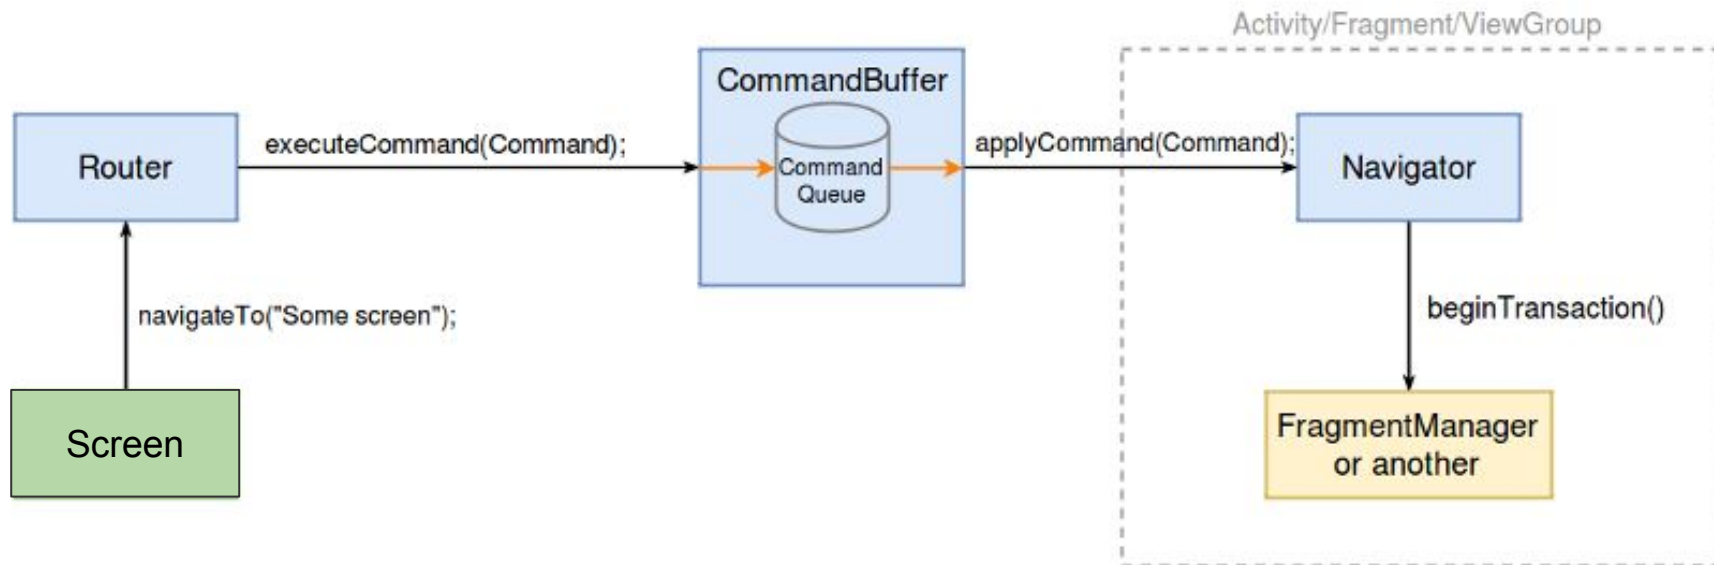 Activity/Fragment/ViewGroup
CommandBuffer
Router
executeCommand(Command);
Command
Queue
applyCommand(Command);
Navigator
navigateTo("Some screen");
beginTransaction()
Screen
FragmentManager
or another